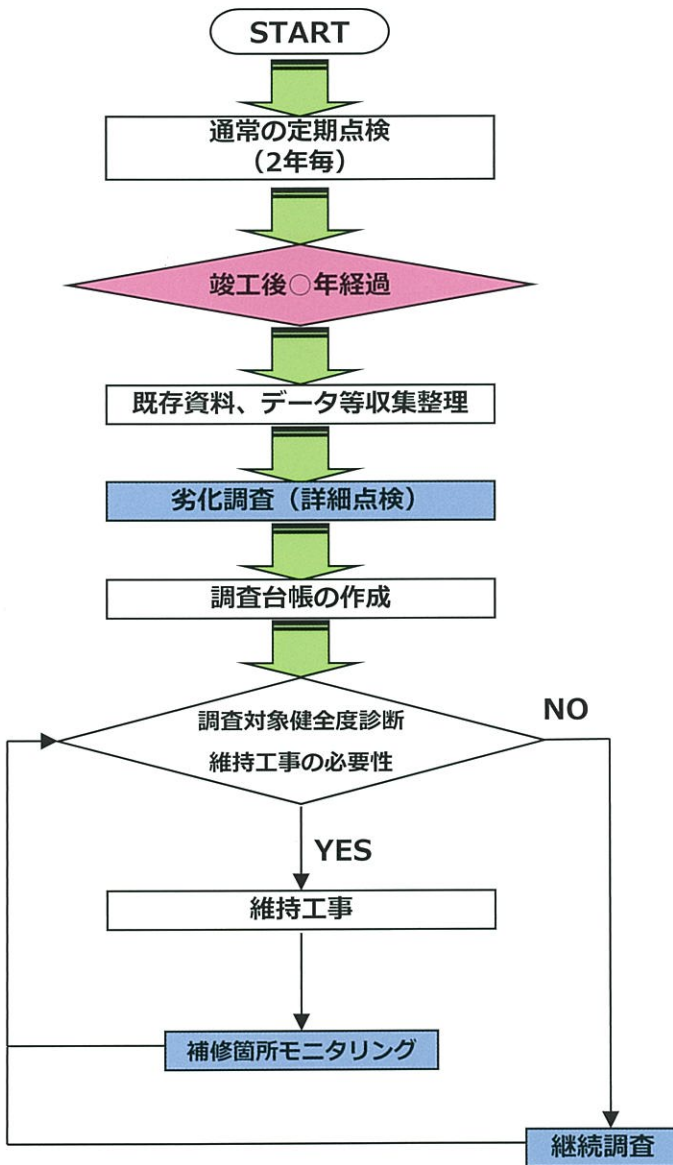 START
通常の定期点検
（2年毎）
竣工後○年経過
既存資料、データ等収集整理
劣化調査（詳細点検）
調査台帳の作成
調査対象健全度診断
維持工事の必要性
NO
YES
維持工事
補修箇所モニタリング
継続調査